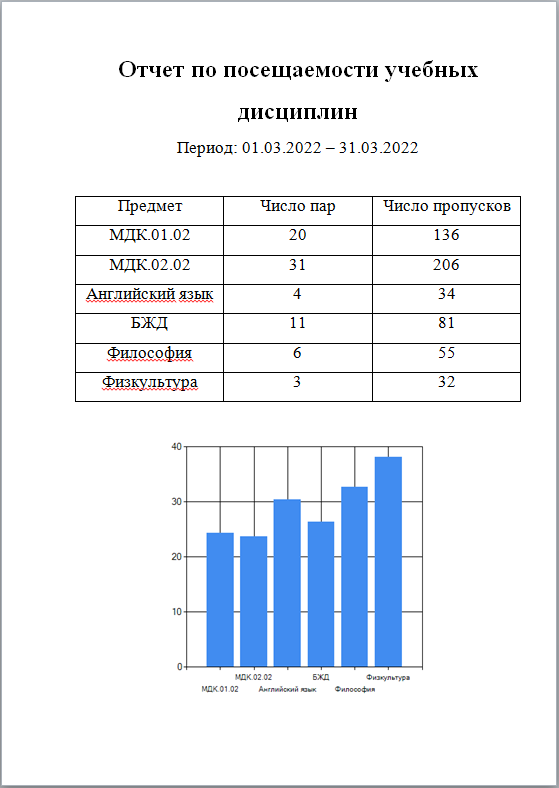 Отчет по посещаемости учебных
дисциплин
Период: 01.03.2022 – 31.03.2022
Предмет Число пар Число пропусков
МДК.01.02 20 136
МДК.02.02 31 206
Английский язык 4 34
БЖД 11 81
Философия 6 55
Физкультура 3 32
40
30
20
10
0
МДК.02.02 БЖД Физкультура
МДК.01.02 Английский язык Философия